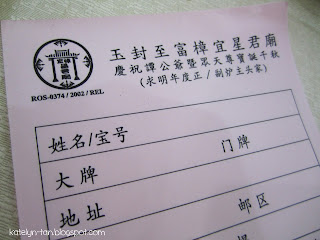 玉封至富樟宜星君廟
慶祝譚公爺暨眾天尊寶誕千秋
(求明年度正/副炉主头家)
ROS-0374 / 2002 / REL
姓名/宝号
门牌
大牌
地址
邮区
katelyn-tan.blogspot.com